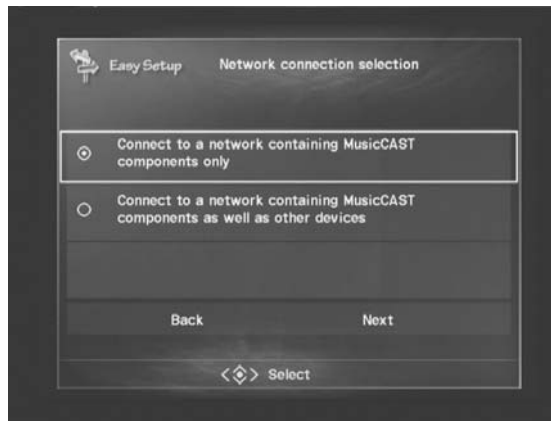 Easy Setup Network connection selection
Connect to a network containing MusicCAST
components only
Connect to a network containing MusicCAST
components as well as other devices
Back Next
Select